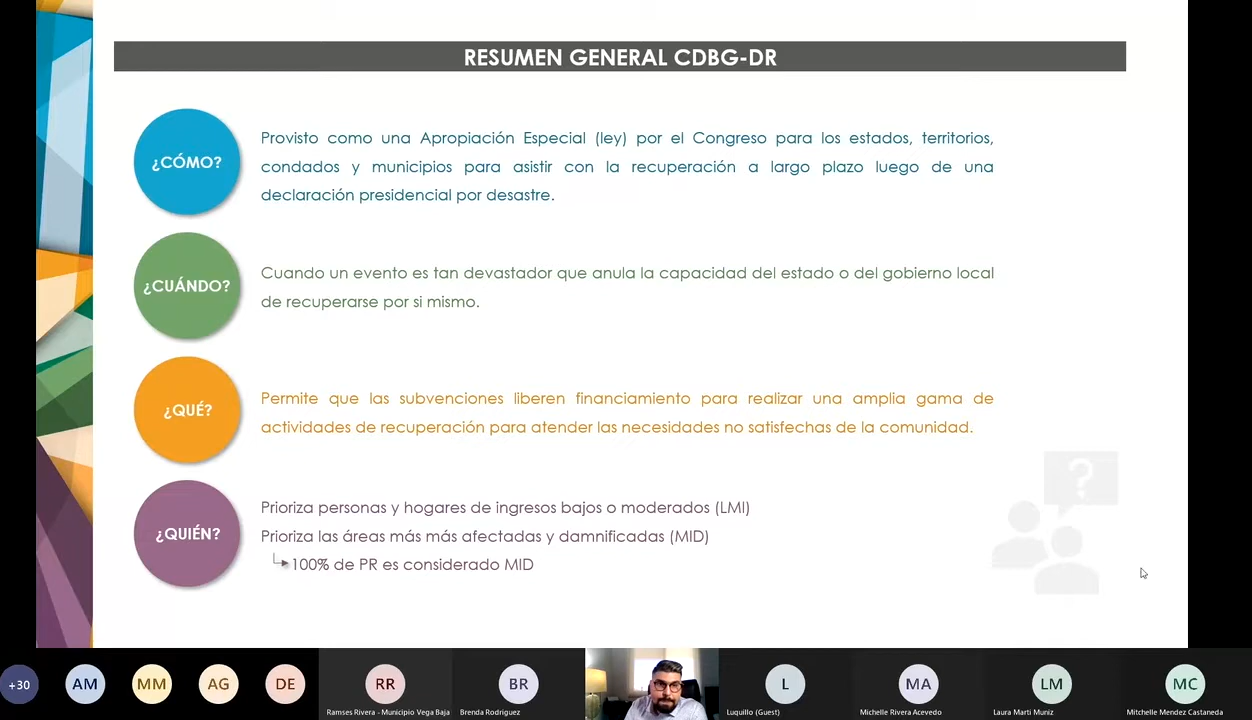 RESUMEN GENERAL CDBG-DR
¿CÓMO?
Provisto como una Apropiación Especial (ley) por el Congreso para los estados, territorios,
condados y municipios para asistir con la recuperación a largo plazo luego de una
declaración presidencial por desastre.
¿CUÁNDO?
Cuando un evento es tan devastador que anula la capacidad del estado o del gobierno local
de recuperarse por si mismo.
¿QUÉ?
Permite que las subvenciones liberen financiamiento para realizar una amplia gama de
actividades de recuperación para atender las necesidades no satisfechas de la comunidad.
¿QUIÉN?
Prioriza personas y hogares de ingresos bajos o moderados (LMI)
Prioriza las áreas más más afectadas y damnificadas (MID)
100% de PR es considerado MID
?
+30
AM
MM
AG
DE
RR
BR
L
MA
LM
MC
Ramses Rivera - Municipio Vega Baja
Brenda Rodriguez
Luquillo (Guest)
Michelle Rivera Acevedo
Laura Marti Muniz
Mitchelle Mendez Castaneda